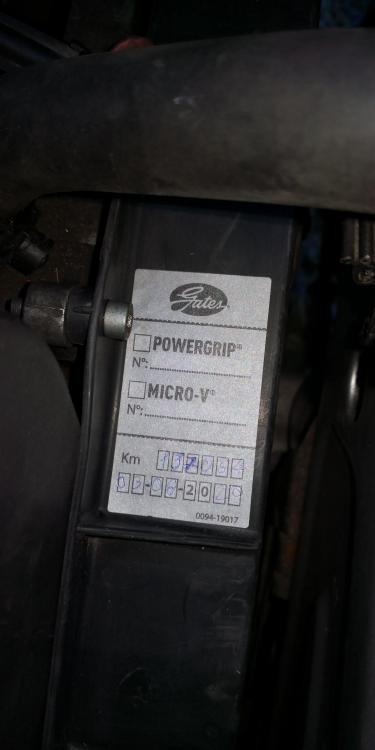 Gates
POWERGRIP®
Nº:
MICRO-V®
Nº:
Km
0094-19017